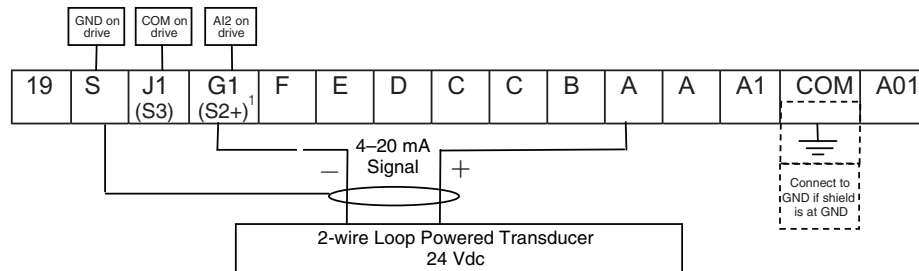 GND on
drive
COM on
drive
AI2 on
drive
19 S J1 G1 F E D C C B A A A1 COM A01
(S3) (S2+)1
4–20 mA
Signal
− +
Connect to
GND if shield
is at GND
2-wire Loop Powered Transducer
24 Vdc